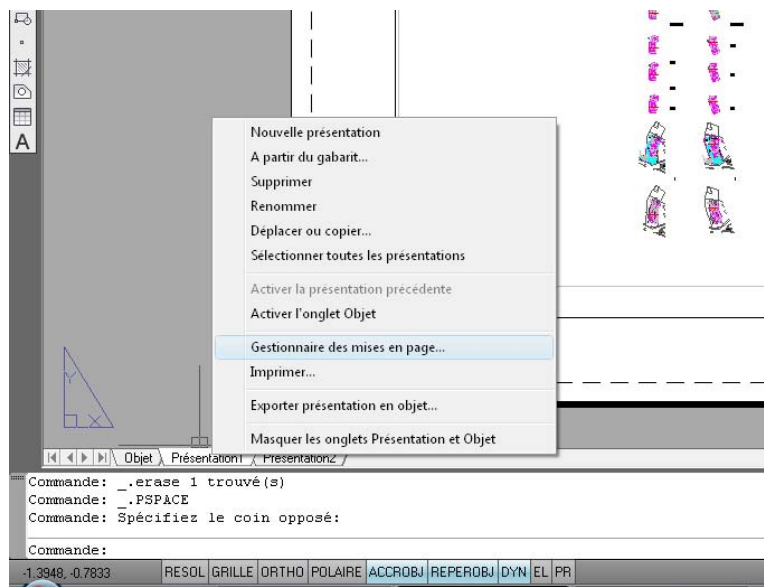 A
Nouvelle présentation
A partir du gabarit...
Supprimer
Renommer
Déplacer ou copier...
Sélectionner toutes les présentations
Activer la présentation précédente
Activer l'onglet Objet
Gestionnaire des mises en page...
Imprimer...
Exporter présentation en objet...
Masquer les onglets Présentation et Objet
Y
X
Objet Présentation1 Présentation2
Commande: _.erase 1 trouvé(s)
Commande: _.PSPACE
Commande: Spécifiez le coin opposé:
Commande:
-1.3948, -0.7833 RESOL GRILLE ORTHO POLAIRE ACCROBJ REPEROBJ DYN EL PR